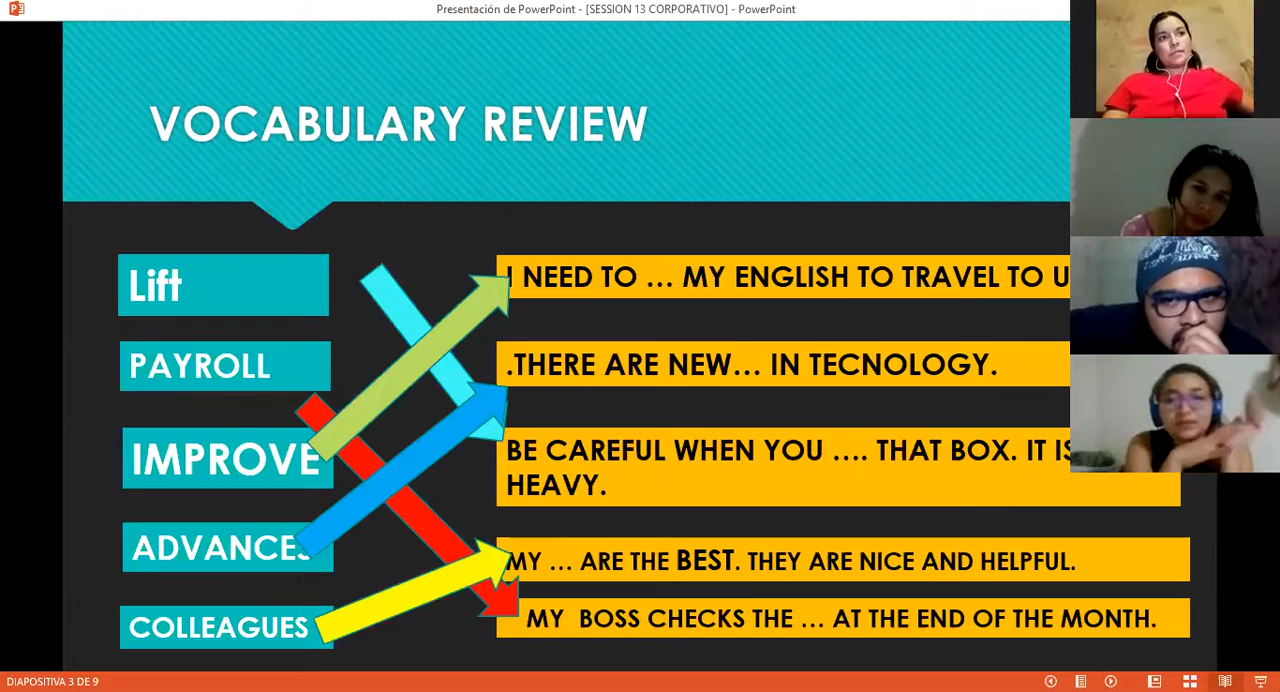 Presentación de PowerPoint - [SESSION 13 CORPORATIVO] - PowerPoint
VOCABULARY REVIEW
Lift
I NEED TO … MY ENGLISH TO TRAVEL TO U
PAYROLL
.THERE ARE NEW… IN TECNOLOGY.
IMPROVE
BE CAREFUL WHEN YOU …. THAT BOX. IT IS
HEAVY.
ADVANCES
MY … ARE THE BEST. THEY ARE NICE AND HELPFUL.
COLLEAGUES
MY BOSS CHECKS THE … AT THE END OF THE MONTH.
DIAPOSITIVA 3 DE 9